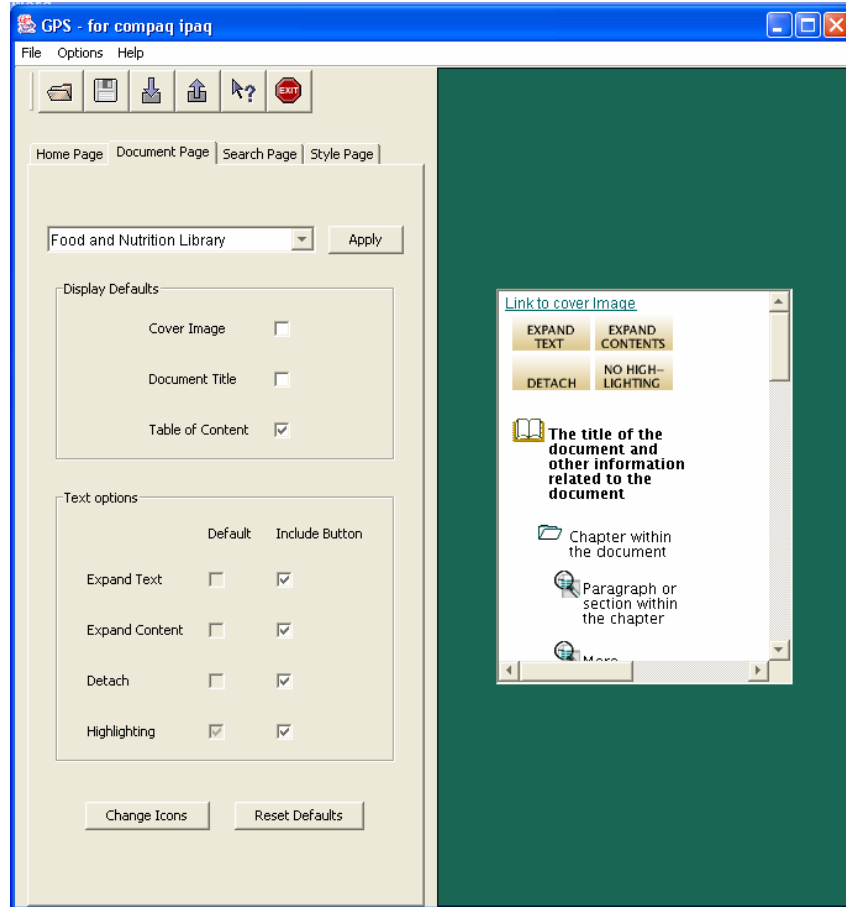 GPS - for compaq ipaq
File Options Help
EXIT
Home Page Document Page Search Page Style Page
Food and Nutrition Library Apply
Display Defaults
Cover Image
Document Title
Table of Content
Text options
Default Include Button
Expand Text
Expand Content
Detach
Highlighting
Change Icons Reset Defaults
Link to cover Image
EXPAND TEXT
EXPAND CONTENTS
DETACH
NO HIGH-
LIGHTING
The title of the
document and
other information
related to the
document
Chapter within
the document
Paragraph or
section within
the chapter
More